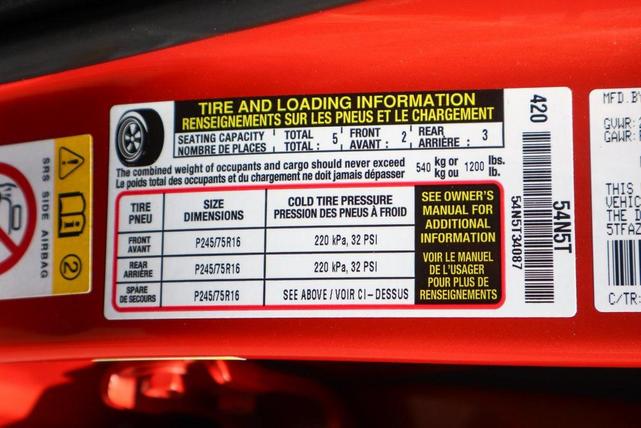 SRS SIDE AIRBAG
2
TIRE AND LOADING INFORMATION
RENSEIGNEMENTS SUR LES PNEUS ET LE CHARGEMENT
SEATING CAPACITY TOTAL 5 FRONT 2 REAR 3
NOMBRE DE PLACES TOTAL : AVANT : ARRIÈRE :
The combined weight of occupants and cargo should never exceed 540 kg or 1200 lbs.
Le poids total des occupants et du chargement ne doit jamais dépasser kg ou lb.
TIRE SIZE COLD TIRE PRESSURE
PNEU DIMENSIONS PRESSION DES PNEUS À FROID
FRONT
AVANT P245/75R16 220 kPa, 32 PSI
REAR
ARRIÈRE P245/75R16 220 kPa, 32 PSI
SPARE
DE SECOURS P245/75R16 SEE ABOVE / VOIR CI-DESSUS
SEE OWNER'S
MANUAL FOR
ADDITIONAL
INFORMATION
VOIR LE MANUEL
DE L'USAGER
POUR PLUS DE
RENSEIGNEMENTS
420
5AN5T34087
54N5T
MFD.BY
GVWR:
GAWR:
THIS
VEHIC
THE D
5TFAZ
C/TR: